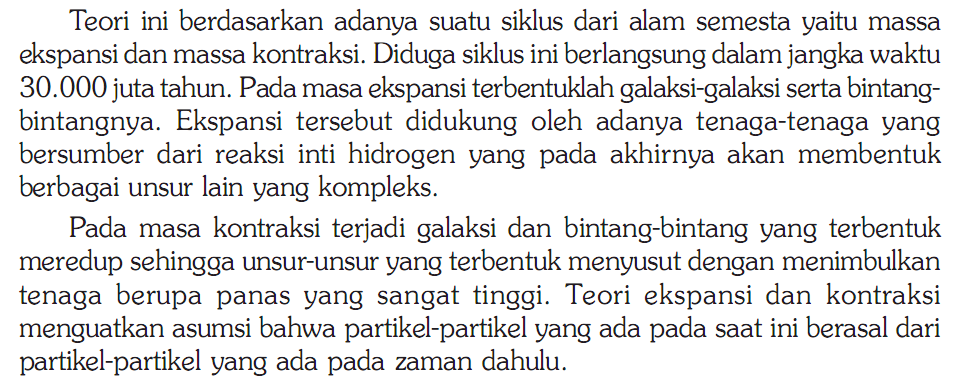 Teori ini berdasarkan adanya suatu siklus dari alam semesta yaitu massa
ekspansi dan massa kontraksi. Diduga siklus ini berlangsung dalam jangka waktu
30.000 juta tahun. Pada masa ekspansi terbentuklah galaksi-galaksi serta bintang-
bintangnya. Ekspansi tersebut didukung oleh adanya tenaga-tenaga yang
bersumber dari reaksi inti hidrogen yang pada akhirnya akan membentuk
berbagai unsur lain yang kompleks.
Pada masa kontraksi terjadi galaksi dan bintang-bintang yang terbentuk
meredup sehingga unsur-unsur yang terbentuk menyusut dengan menimbulkan
tenaga berupa panas yang sangat tinggi. Teori ekspansi dan kontraksi
menguatkan asumsi bahwa partikel-partikel yang ada pada saat ini berasal dari
partikel-partikel yang ada pada zaman dahulu.